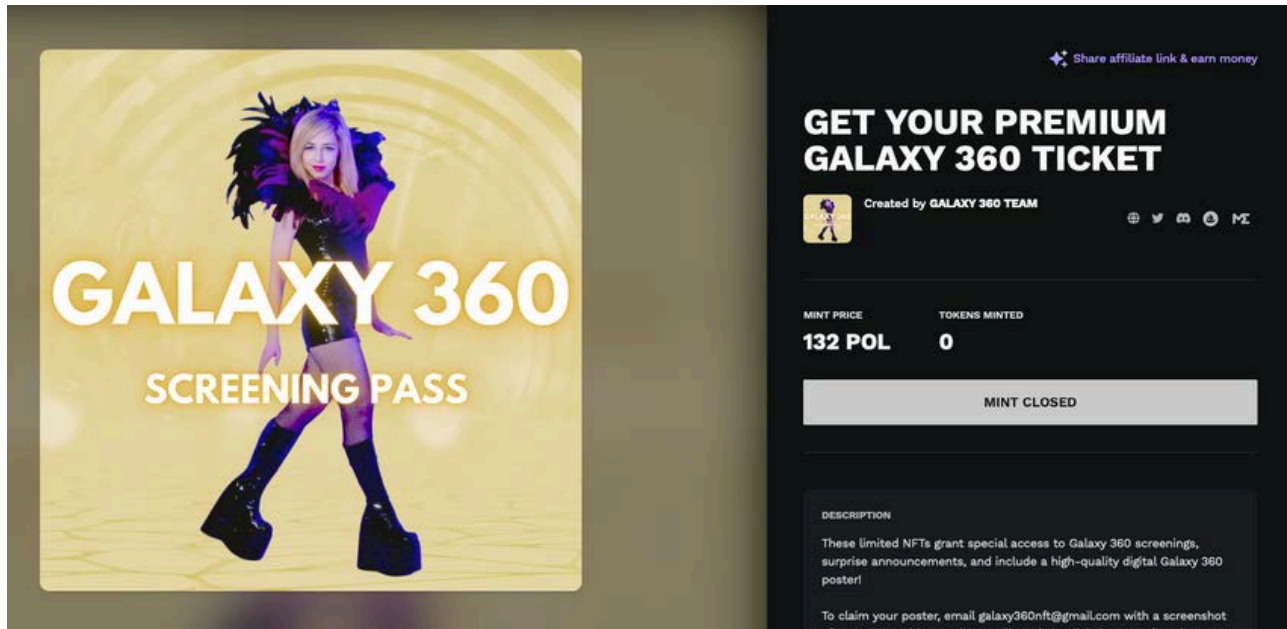 Share affiliate link & earn money
GET YOUR PREMIUM
GALAXY 360 TICKET
Created by GALAXY 360 TEAM
GALAXY 360
SCREENING PASS
GALAXY 360
MINT PRICE
TOKENS MINTED
132 POL
0
MINT CLOSED
DESCRIPTION
These limited NFTs grant special access to Galaxy 360 screenings,
surprise announcements, and include a high-quality digital Galaxy 360
poster!
To claim your poster, email galaxy360nft@gmail.com with a screenshot